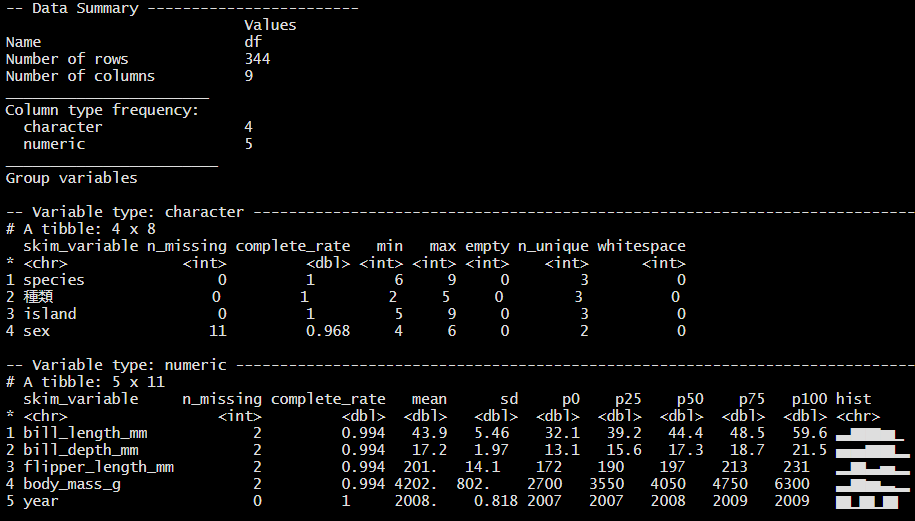 -- Data Summary ------------------------
Values
Name df
Number of rows 344
Number of columns 9
_______________________
Column type frequency:
character 4
numeric 5
________________________
Group variables
-- Variable type: character ------------------------------------------------------------------------
# A tibble: 4 x 8
skim_variable n_missing complete_rate min max empty n_unique whitespace
* <chr> <int> <dbl> <int> <int> <int> <int> <int>
1 species 0 1 6 9 0 3 0
2 種類 0 1 2 5 0 3 0
3 island 0 1 5 9 0 3 0
4 sex 11 0.968 4 6 0 2 0
-- Variable type: numeric --------------------------------------------------------------------------
# A tibble: 5 x 11
skim_variable n_missing complete_rate mean sd p0 p25 p50 p75 p100 hist
* <chr> <int> <dbl> <dbl> <dbl> <dbl> <dbl> <dbl> <dbl> <dbl> <chr>
1 bill_length_mm 2 0.994 43.9 5.46 32.1 39.2 44.4 48.5 59.6
2 bill_depth_mm 2 0.994 17.2 1.97 13.1 15.6 17.3 18.7 21.5
3 flipper_length_mm 2 0.994 201. 14.1 172 190 197 213 231
4 body_mass_g 2 0.994 4202. 802. 2700 3550 4050 4750 6300
5 year 0 1 2008. 0.818 2007 2007 2008 2009 2009